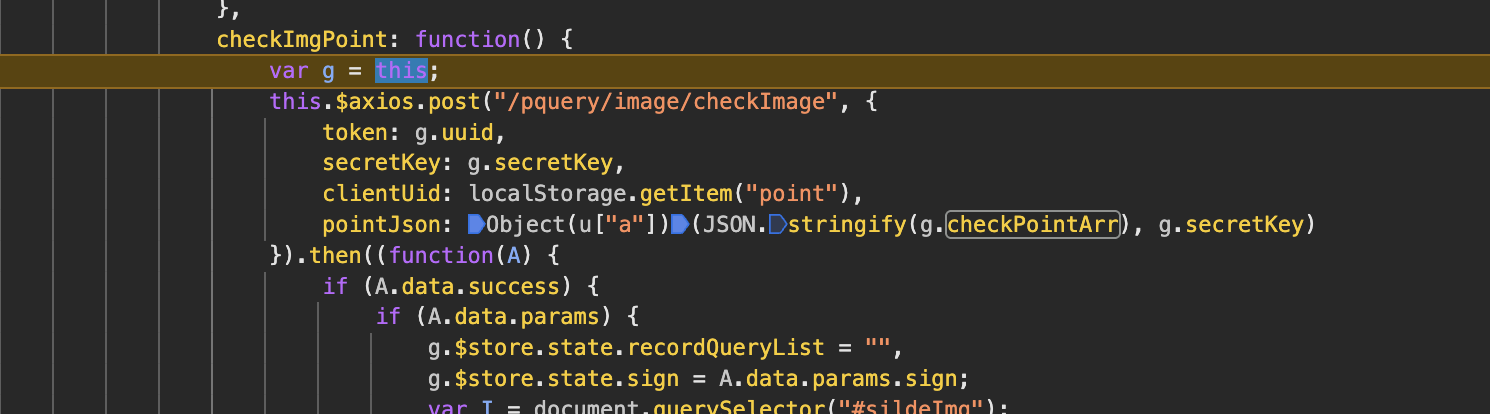 },
checkImgPoint: function() {
var g = this;
this.$axios.post("/pquery/image/checkImage", {
token: g.uuid,
secretKey: g.secretKey,
clientUid: localStorage.getItem("point"),
pointJson: Object(u["a"])(JSON.stringify(g.checkPointArr), g.secretKey)
}).then((function(A) {
if (A.data.success) {
if (A.data.params) {
g.$store.state.recordQueryList = "",
g.$store.state.sign = A.data.params.sign;
var I = document.querySelector("#sildeImg");